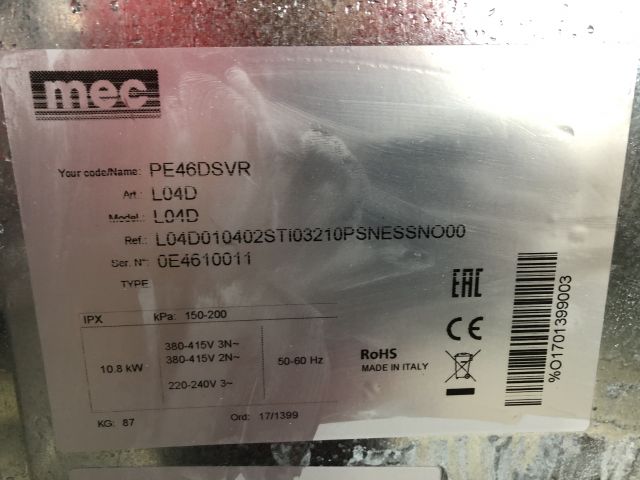 mec
Your code/Name: PE46DSVR
Art.: L04D
Model.: L04D
Ref.: L04D010402STI03210PSNESSNO00
Ser. N°: 0E4610011
TYPE
IPX kPa: 150-200
10.8 kW
380-415V 3N~
380-415V 2N~
220-240V 3~
50-60 Hz
KG: 87
Ord: 17/1399
EAC
CE
RoHS
MADE IN ITALY
%O1701399003